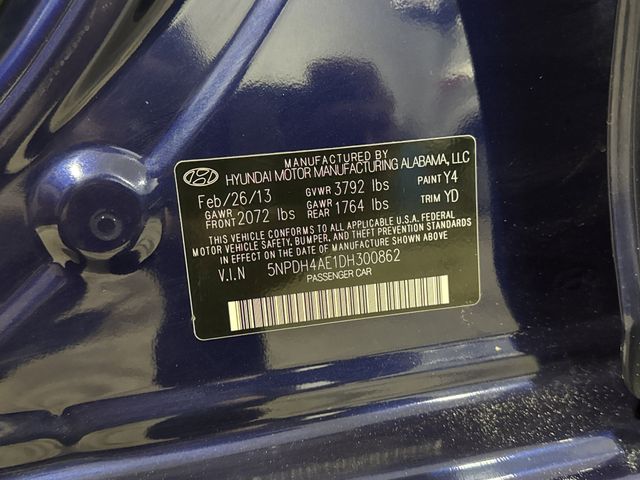 MANUFACTURED BY
HYUNDAI MOTOR MANUFACTURING ALABAMA, LLC
Feb/26/13 GVWR 3792 lbs PAINT Y4
GAWR FRONT 2072 lbs GAWR REAR 1764 lbs TRIM YD
THIS VEHICLE CONFORMS TO ALL APPLICABLE U.S.A FEDERAL
MOTOR VEHICLE SAFETY, BUMPER, AND THEFT PREVENTION STANDARDS
IN EFFECT ON THE DATE OF MANUFACTURE SHOWN ABOVE.
V.I.N 5NPDH4AE1DH300862
PASSENGER CAR